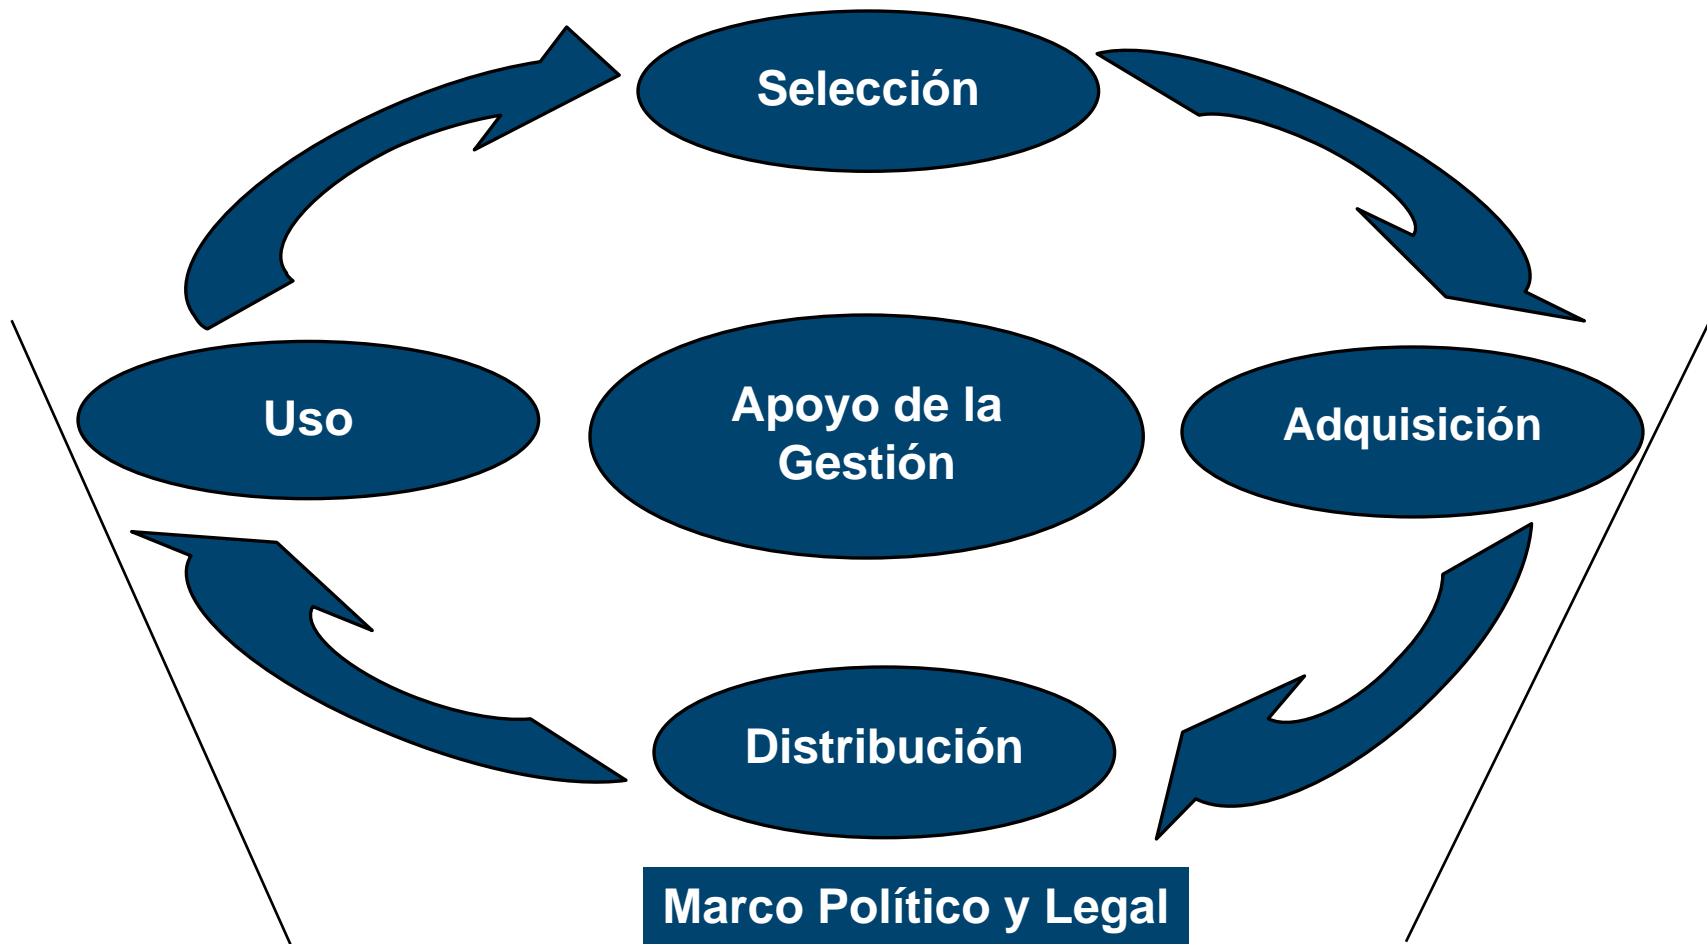 Selección
Uso
Apoyo de la
Gestión
Adquisición
Distribución
Marco Político y Legal